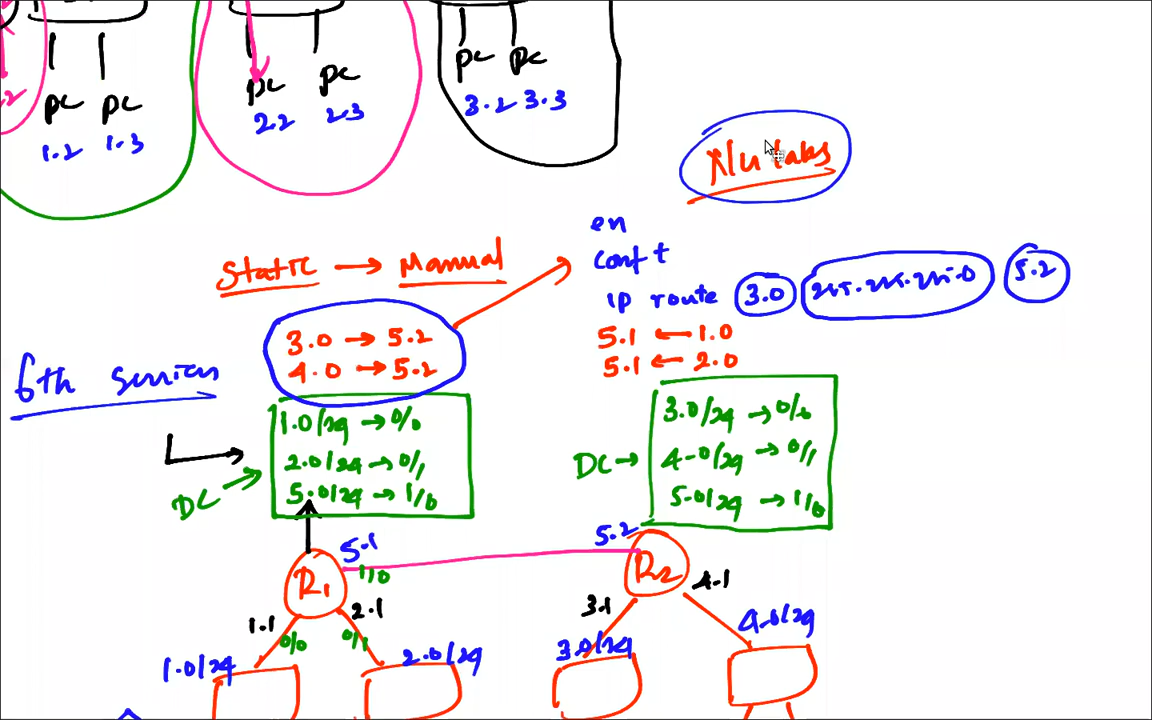 PC PC
PC PC
PC PC
1.2 1.3
2.2 2.3
3.2 3.3
Nu Labs
en
conf t
ip route 3.0 255.255.255.0 5.2
Static → Manual
3.0 → 5.2
4.0 → 5.2
5.1 ← 1.0
5.1 ← 2.0
6th
1.0/24 → 0/0
2.0/24 → 0/1
5.0/24 → 1/0
DC
3.0/24 → 0/0
4.0/24 → 0/1
5.0/24 → 1/0
DC →
R1
5.1
1/0
5.2
R2
1.1
2.1
0/0
0/1
3.1
4.1
1.0/24
2.0/24
3.0/24
4.0/24